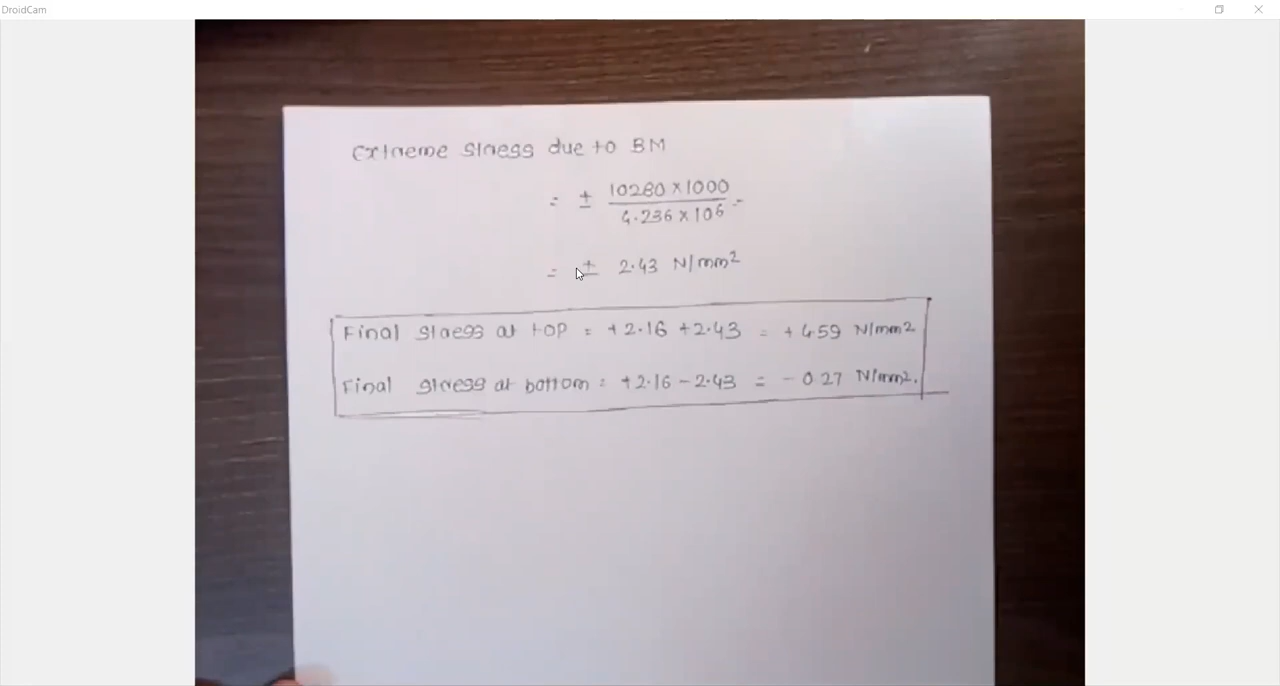 DroidCam
Extreme stress due to BM
= ± 10280 x 1000 / 4.236 x 106 =
= ± 2.43 N/mm2
Final stress at top = +2.16 +2.43 = +4.59 N/mm2
Final stress at bottom = +2.16 - 2.43 = - 0.27 N/mm2.